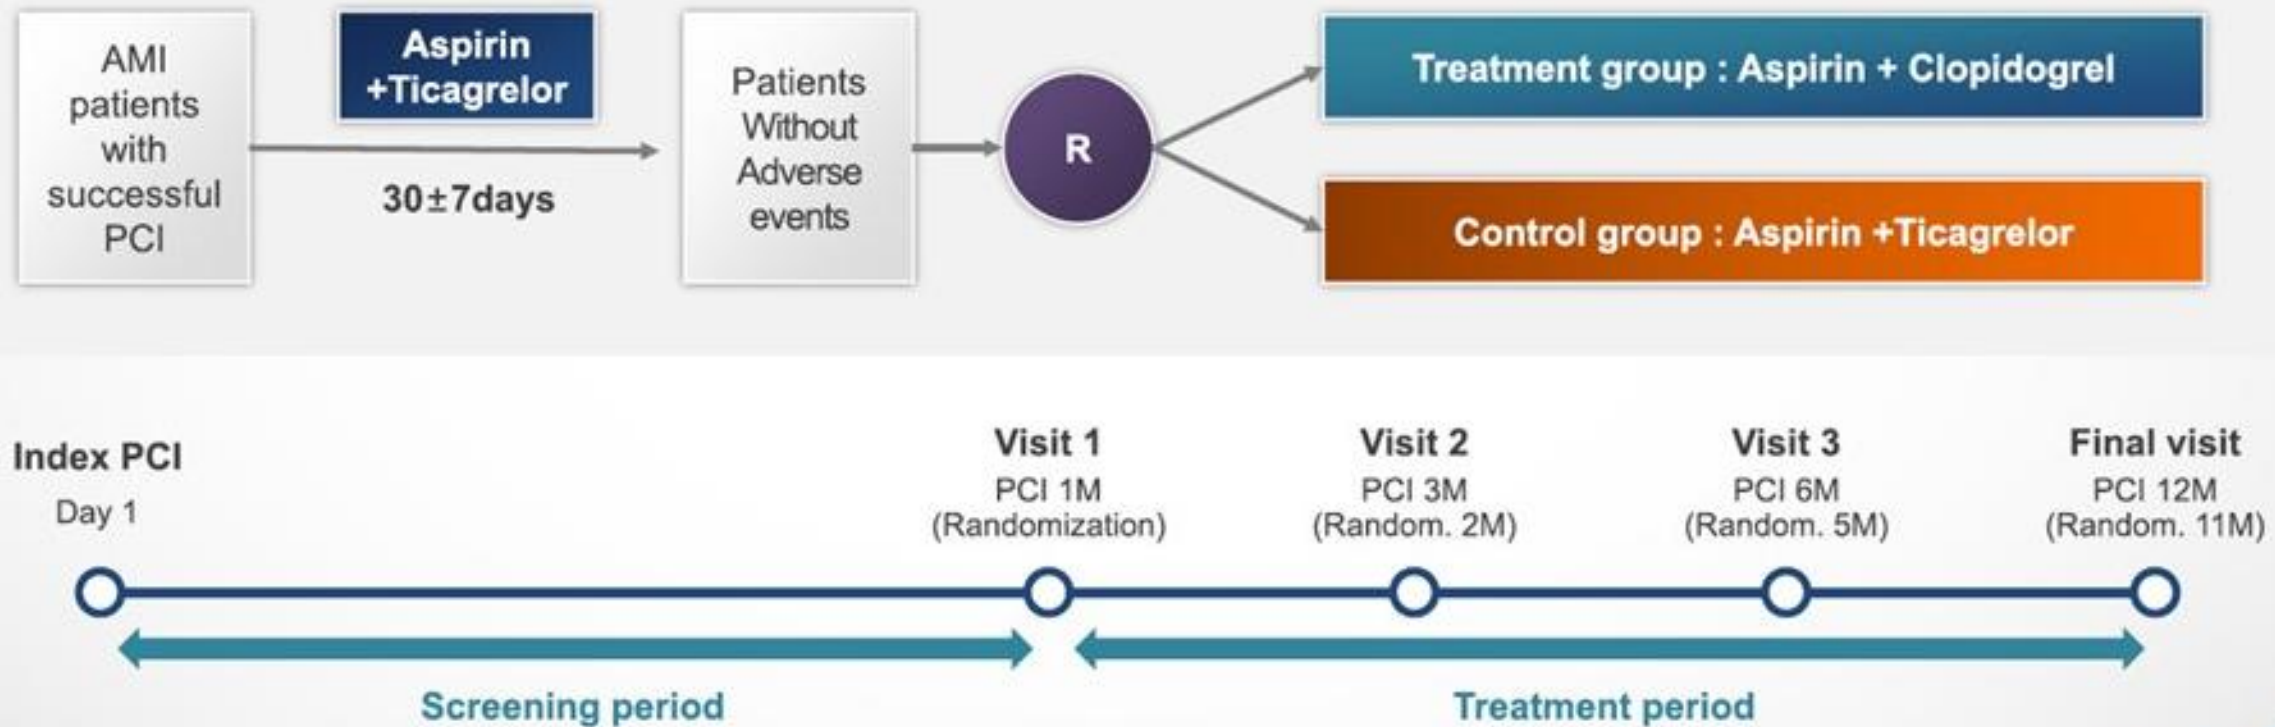 AMI
patients
with
successful
PCI
Aspirin
+Ticagrelor
30±7days
Patients
Without
Adverse
events
R
Treatment group : Aspirin + Clopidogrel
Control group : Aspirin +Ticagrelor
Index PCI
Day 1
Visit 1
PCI 1M
(Randomization)
Visit 2
PCI 3M
(Random. 2M)
Visit 3
PCI 6M
(Random. 5M)
Final visit
PCI 12M
(Random. 11M)
Screening period
Treatment period